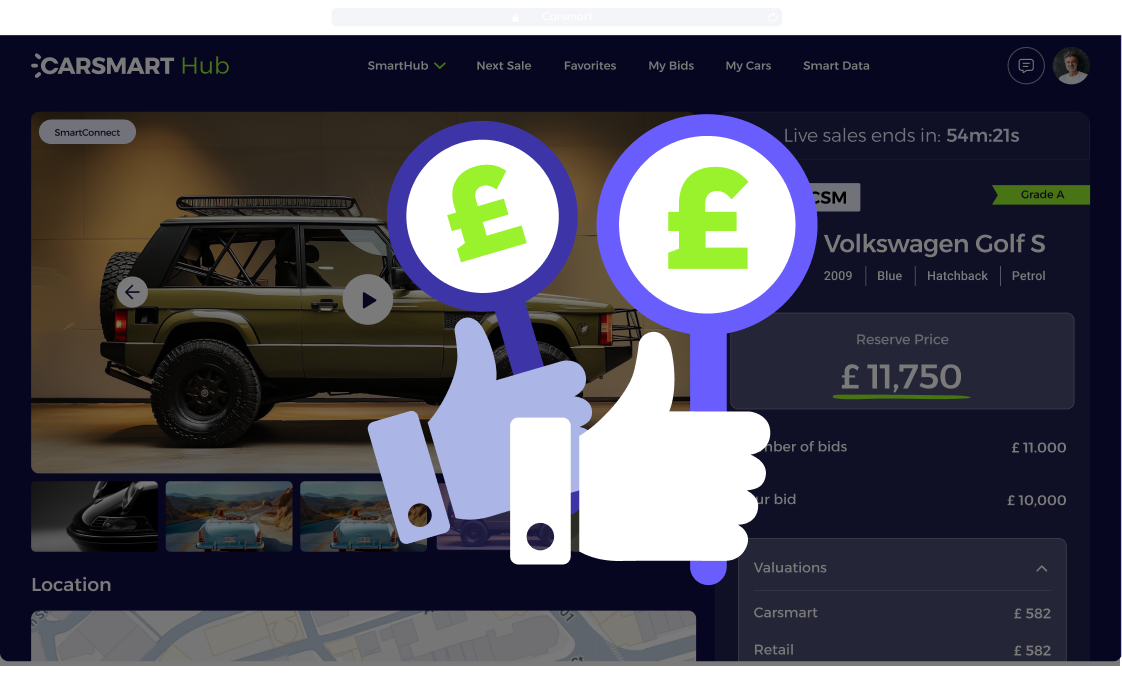 Carsmart
CARSMART Hub
SmartHub
Next Sale
Favorites
My Bids
My Cars
Smart Data
SmartConnect
£
£
Live sales ends in: 54m:21s
CSM
Grade A
Volkswagen Golf S
2009
Blue
Hatchback
Petrol
Reserve Price
£ 11,750
of bids
£ 11.000
bid
£ 10,000
Valuations
Carsmart
£ 582
Retail
£ 582
Location